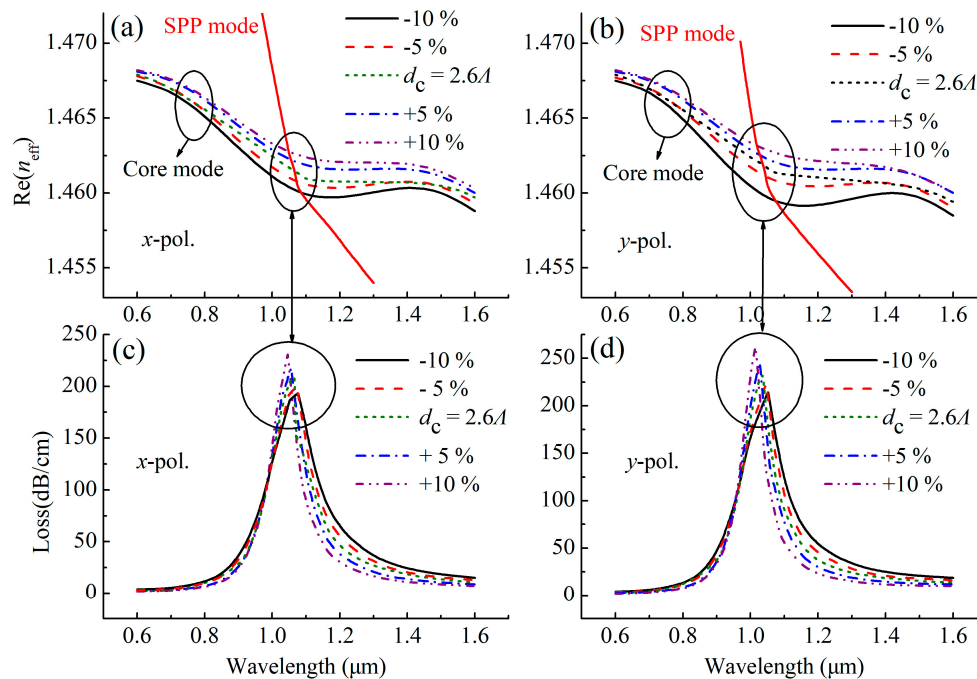 (a)
SPP mode
-10 %
-5 %
d_c = 2.6Λ
+5 %
+10 %
Core mode
x-pol.
Re(n_eff)
1.470
1.465
1.460
1.455
0.6 0.8 1.0 1.2 1.4 1.6
(b)
SPP mode
-10 %
-5 %
d_c = 2.6Λ
+5 %
+10 %
Core mode
y-pol.
1.470
1.465
1.460
1.455
0.6 0.8 1.0 1.2 1.4 1.6
(c)
-10 %
- 5 %
d_c = 2.6Λ
+ 5 %
+10 %
x-pol.
Loss(dB/cm)
250
200
150
100
50
0
0.6 0.8 1.0 1.2 1.4 1.6
Wavelength (μm)
(d)
-10 %
-5 %
d_c = 2.6Λ
+5 %
+10 %
y-pol.
250
200
150
100
50
0
0.6 0.8 1.0 1.2 1.4 1.6
Wavelength (μm)